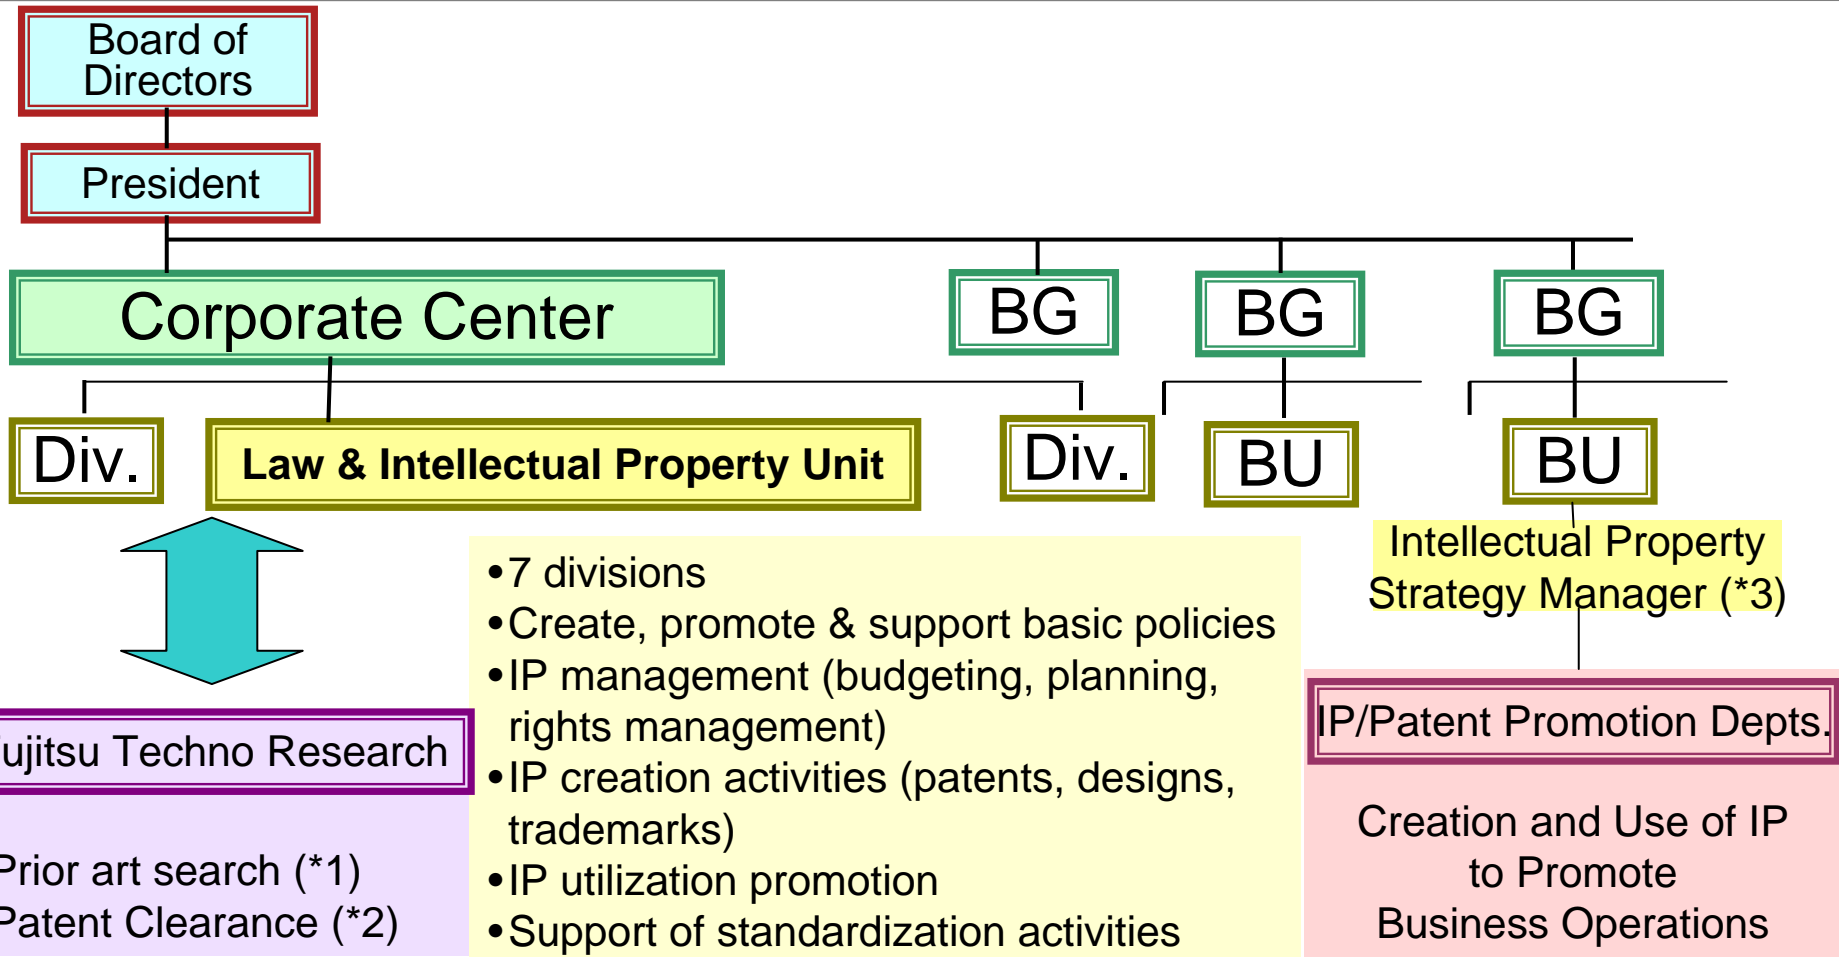 Board of
Directors
President
Corporate Center
BG
BG
BG
Div.
Law & Intellectual Property Unit
Div.
BU
BU
Intellectual Property
Strategy Manager (*3)
•7 divisions
•Create, promote & support basic policies
•IP management (budgeting, planning,
rights management)
•IP creation activities (patents, designs,
trademarks)
•IP utilization promotion
•Support of standardization activities
ujitsu Techno Research
Prior art search (*1)
Patent Clearance (*2)
IP/Patent Promotion Depts.
Creation and Use of IP
to Promote
Business Operations